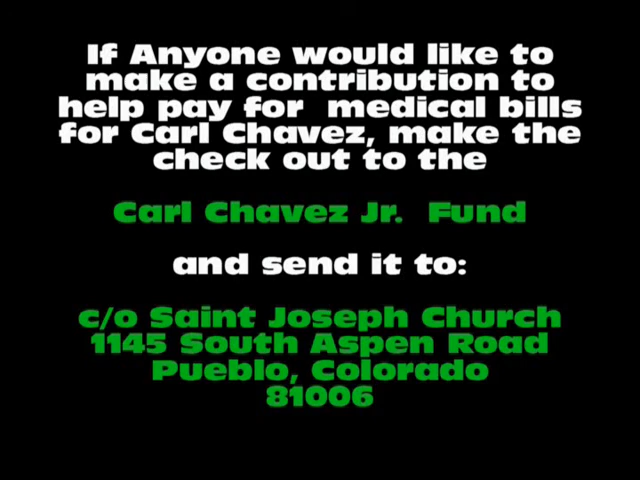 If Anyone would like to
make a contribution to
help pay for  medical bills
for Carl Chavez, make the
check out to the
Carl Chavez Jr.  Fund
and send it to:
c/o Saint Joseph Church
1145 South Aspen Road
Pueblo, Colorado
81006